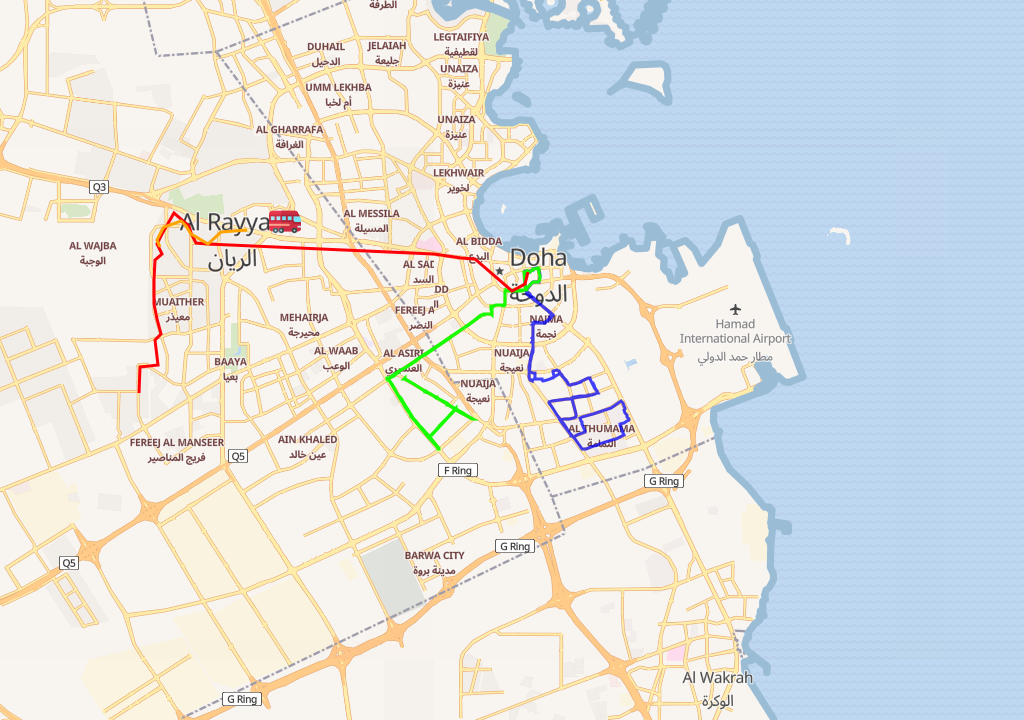 الطرفة
LEGTAIFIYA
لقطيفية
DUHAIL
الدحيل
JELAIAH
جليعة
UNAIZA
عنيزة
UMM LEKHBA
أم لخبا
UNAIZA
عنيزة
AL GHARRAFA
الغرافة
LEKHWAIR
لخوير
Q3
AL MESSILA
المسيلة
Al Rayya
الريان
AL WAJBA
الوجبة
AL BIDDA
البدع
Doha
الدوحة
السد
DD
ال
MUAITHER
معيذر
FEREEJ A
النصر
MEHAIRJA
محيرجة
NAJMA
نجمة
Hamad
International Airport
مطار حمد الدولي
AL WAAB
الوعب
AL ASIRI
NUAIJA
نعيجة
BAAYA
بعيا
NUAIJA
نعيجة
AL THUMAMA
الثمامة
FEREEJ AL MANSEER
فريج المناصير
AIN KHALED
عين خالد
Q5
F Ring
G Ring
G Ring
BARWA CITY
مدينة بروة
Q5
Al Wakrah
الوكرة
G Ring